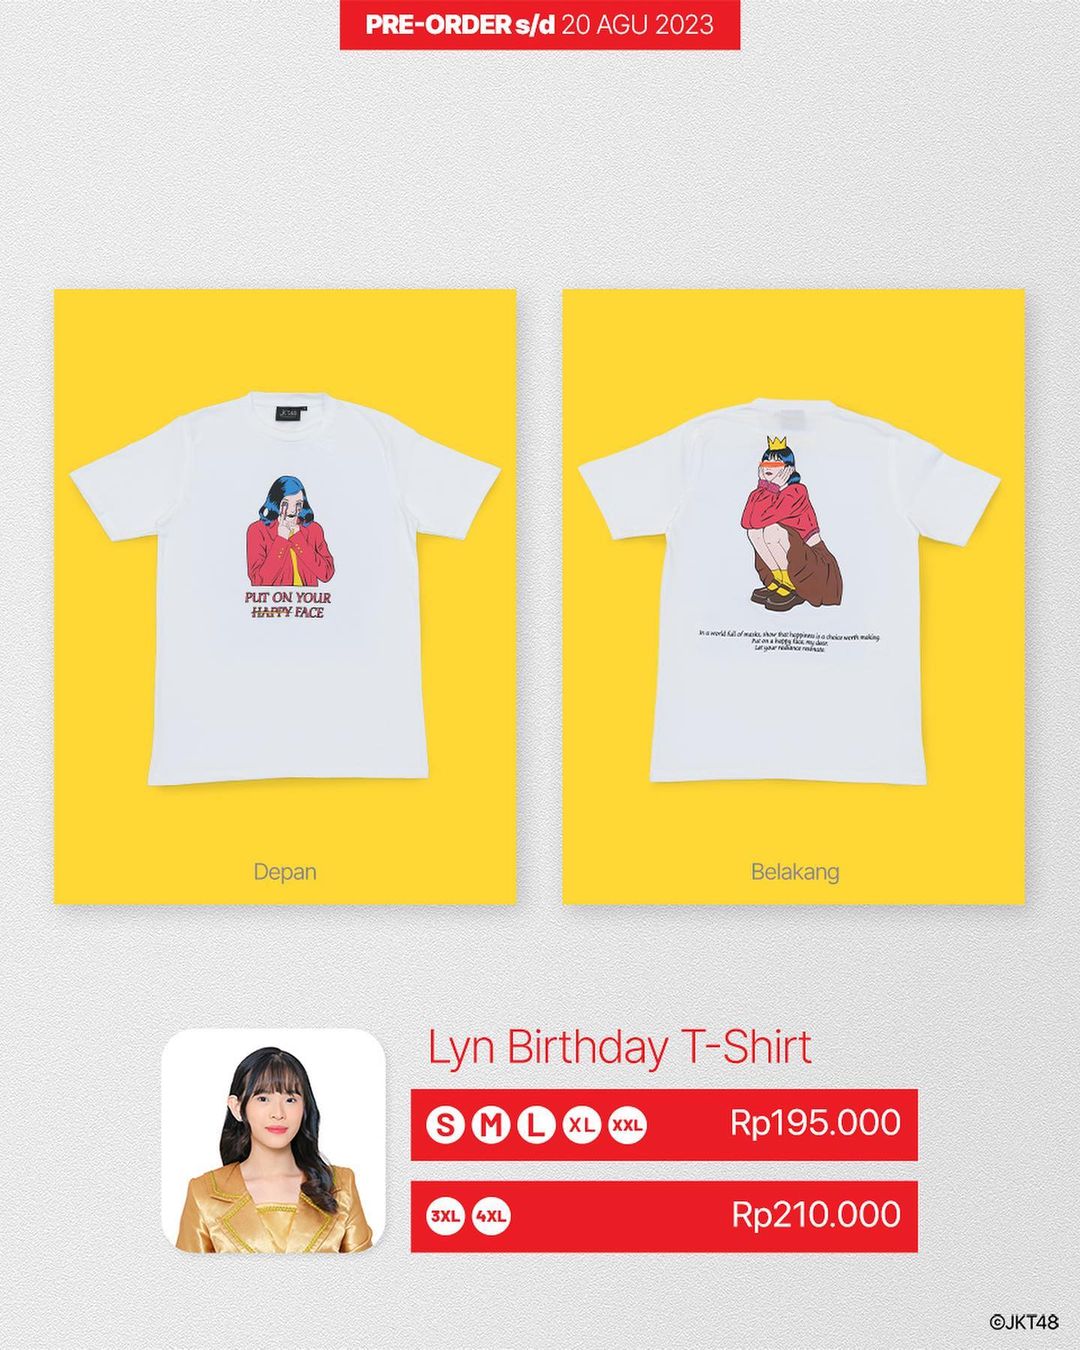 PRE-ORDER s/d 20 AGU 2023
JKT48
PUT ON YOUR
HAPPY FACE
In a world full of masks, show that happiness is a choice worth making.
Put on a happy face, my dear.
Let your radiance resonate.
Depan
Belakang
Lyn Birthday T-Shirt
S M L XL XXL Rp195.000
3XL 4XL Rp210.000
©JKT48